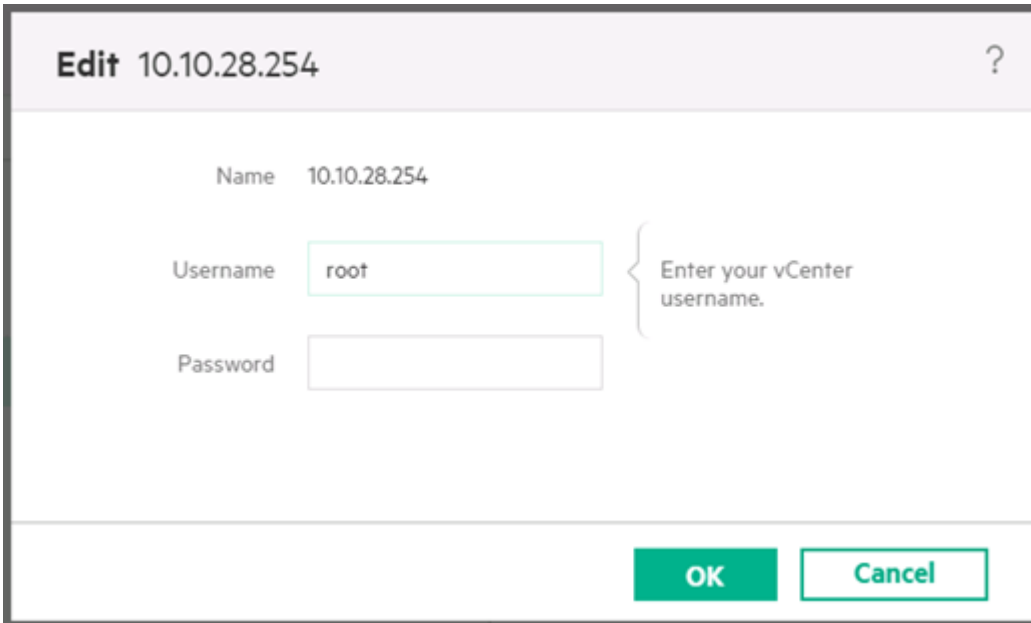 Edit 10.10.28.254 ?
Name 10.10.28.254
Username root
Enter your vCenter
username.
Password
OK Cancel